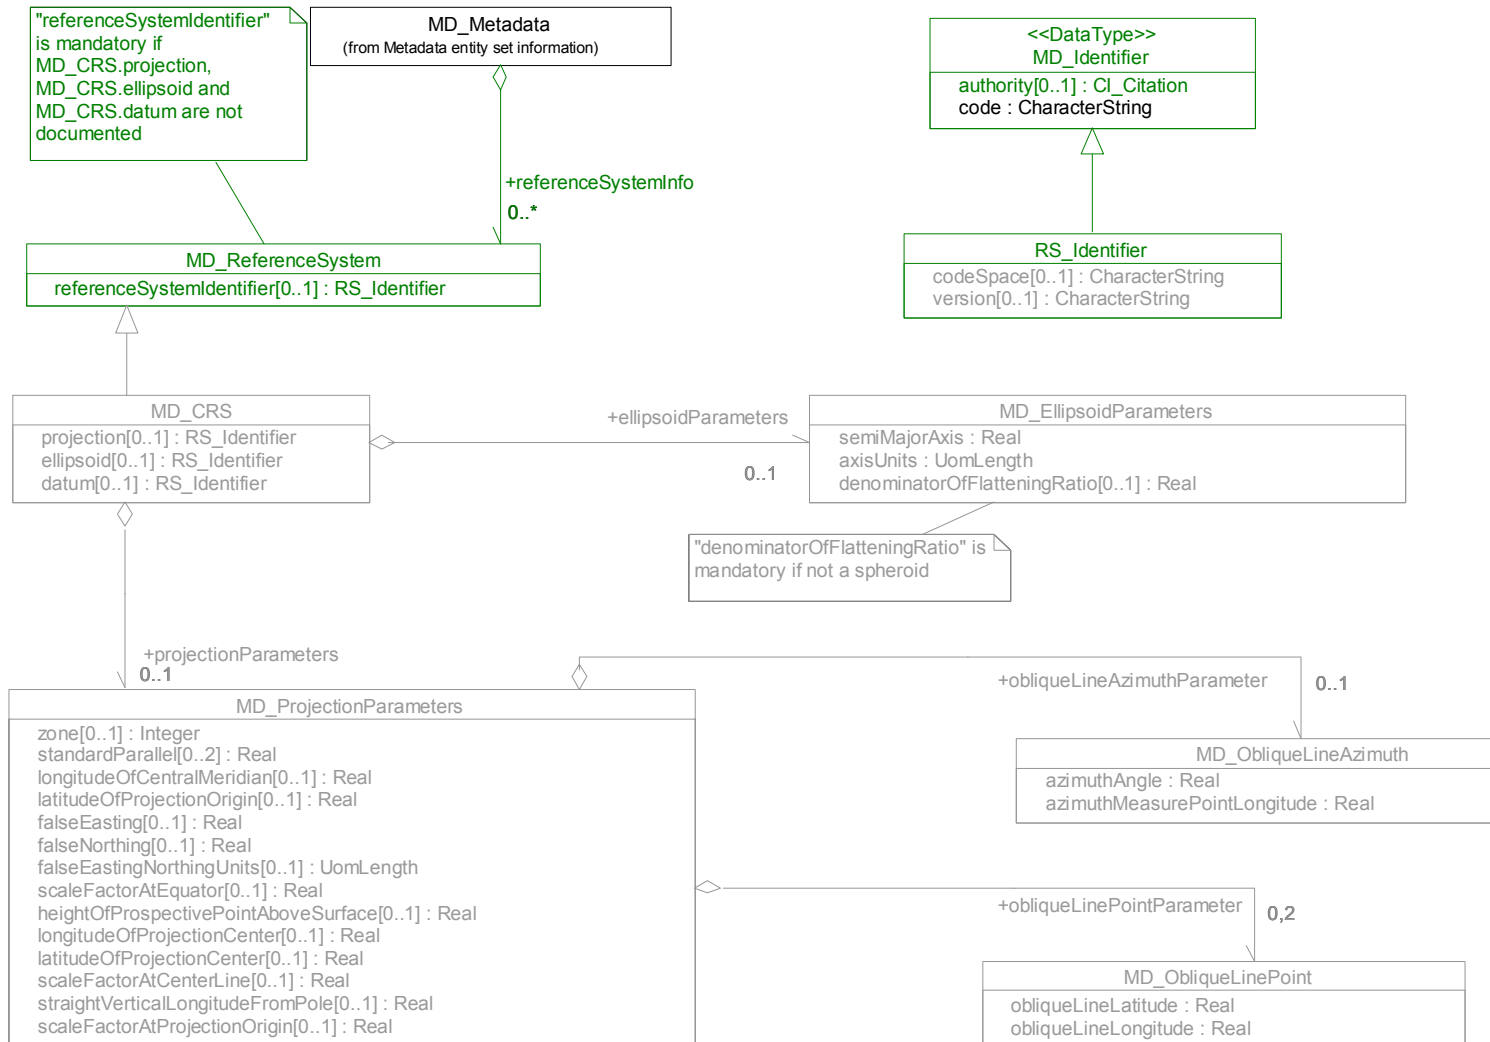 "referenceSystemIdentifier"
is mandatory if
MD_CRS.projection,
MD_CRS.ellipsoid and
MD_CRS.datum are not
documented
MD_Metadata
(from Metadata entity set information)
<<DataType>>
MD_Identifier
authority[0..1] : CI_Citation
code : CharacterString
+referenceSystemInfo
0..*
MD_ReferenceSystem
referenceSystemIdentifier[0..1] : RS_Identifier
RS_Identifier
codeSpace[0..1] : CharacterString
version[0..1] : CharacterString
MD_CRS
projection[0..1] : RS_Identifier
ellipsoid[0..1] : RS_Identifier
datum[0..1] : RS_Identifier
+ellipsoidParameters
0..1
MD_EllipsoidParameters
semiMajorAxis : Real
axisUnits : UomLength
denominatorOfFlatteningRatio[0..1] : Real
"denominatorOfFlatteningRatio" is
mandatory if not a spheroid
+projectionParameters
0..1
MD_ProjectionParameters
zone[0..1] : Integer
standardParallel[0..2] : Real
longitudeOfCentralMeridian[0..1] : Real
latitudeOfProjectionOrigin[0..1] : Real
falseEasting[0..1] : Real
falseNorthing[0..1] : Real
falseEastingNorthingUnits[0..1] : UomLength
scaleFactorAtEquator[0..1] : Real
heightOfProspectivePointAboveSurface[0..1] : Real
longitudeOfProjectionCenter[0..1] : Real
latitudeOfProjectionCenter[0..1] : Real
scaleFactorAtCenterLine[0..1] : Real
straightVerticalLongitudeFromPole[0..1] : Real
scaleFactorAtProjectionOrigin[0..1] : Real
+obliqueLineAzimuthParameter
0..1
MD_ObliqueLineAzimuth
azimuthAngle : Real
azimuthMeasurePointLongitude : Real
+obliqueLinePointParameter
0,2
MD_ObliqueLinePoint
obliqueLineLatitude : Real
obliqueLineLongitude : Real